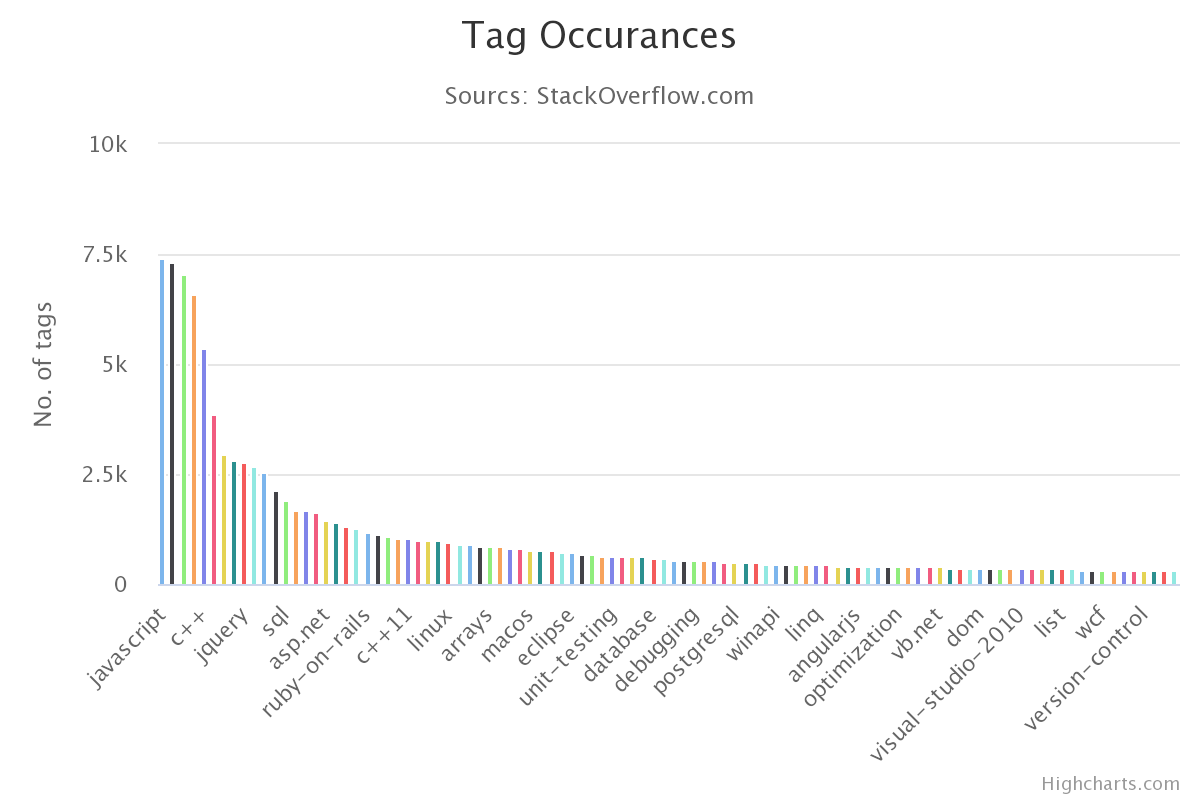 Tag Occurances
Sourcs: StackOverflow.com
No. of tags
10k
7.5k
5k
2.5k
0
javascript
c++
jquery
sql
asp.net
ruby-on-rails
c++11
linux
arrays
macos
eclipse
unit-testing
database
debugging
postgresql
winapi
linq
angularjs
optimization
vb.net
dom
visual-studio-2010
list
wcf
version-control
Highcharts.com